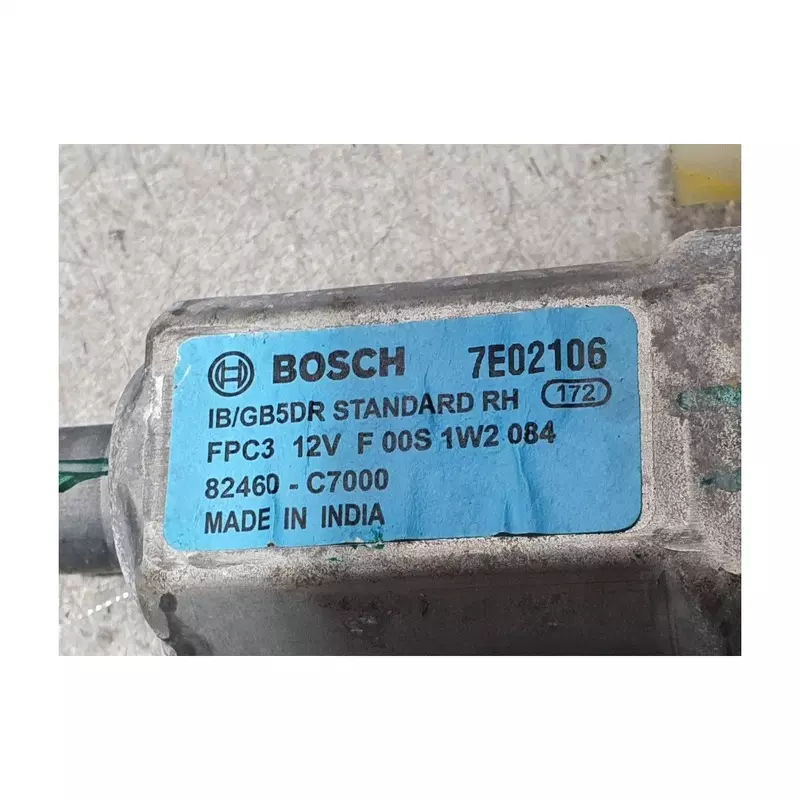 BOSCH 7E02106
IB/GB5DR STANDARD RH 172
FPC3 12V F 00S 1W2 084
82460 - C7000
MADE IN INDIA